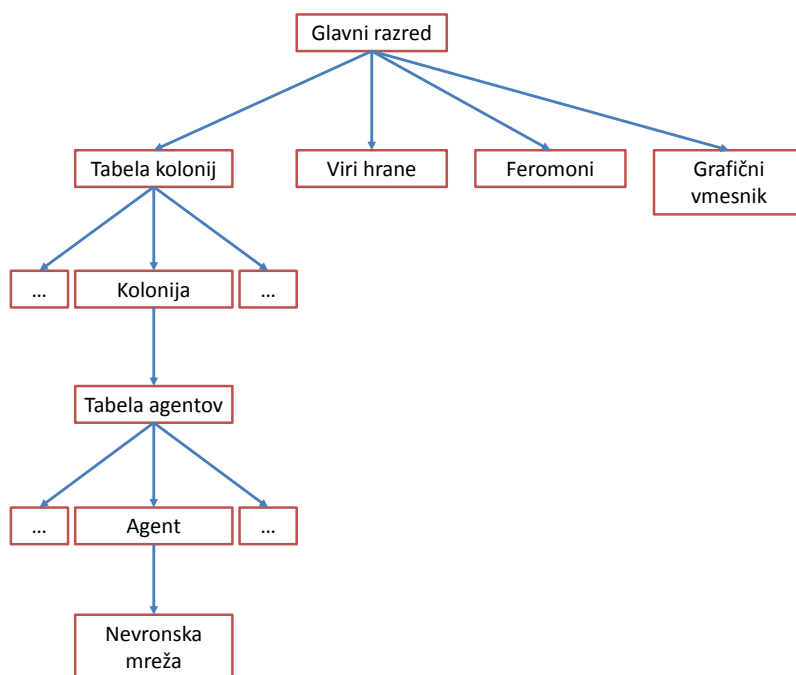 Glavni razred
Tabela kolonij
Viri hrane
Feromoni
Grafični
vmesnik
...
Kolonija
...
Tabela agentov
...
Agent
...
Nevronska
mreža